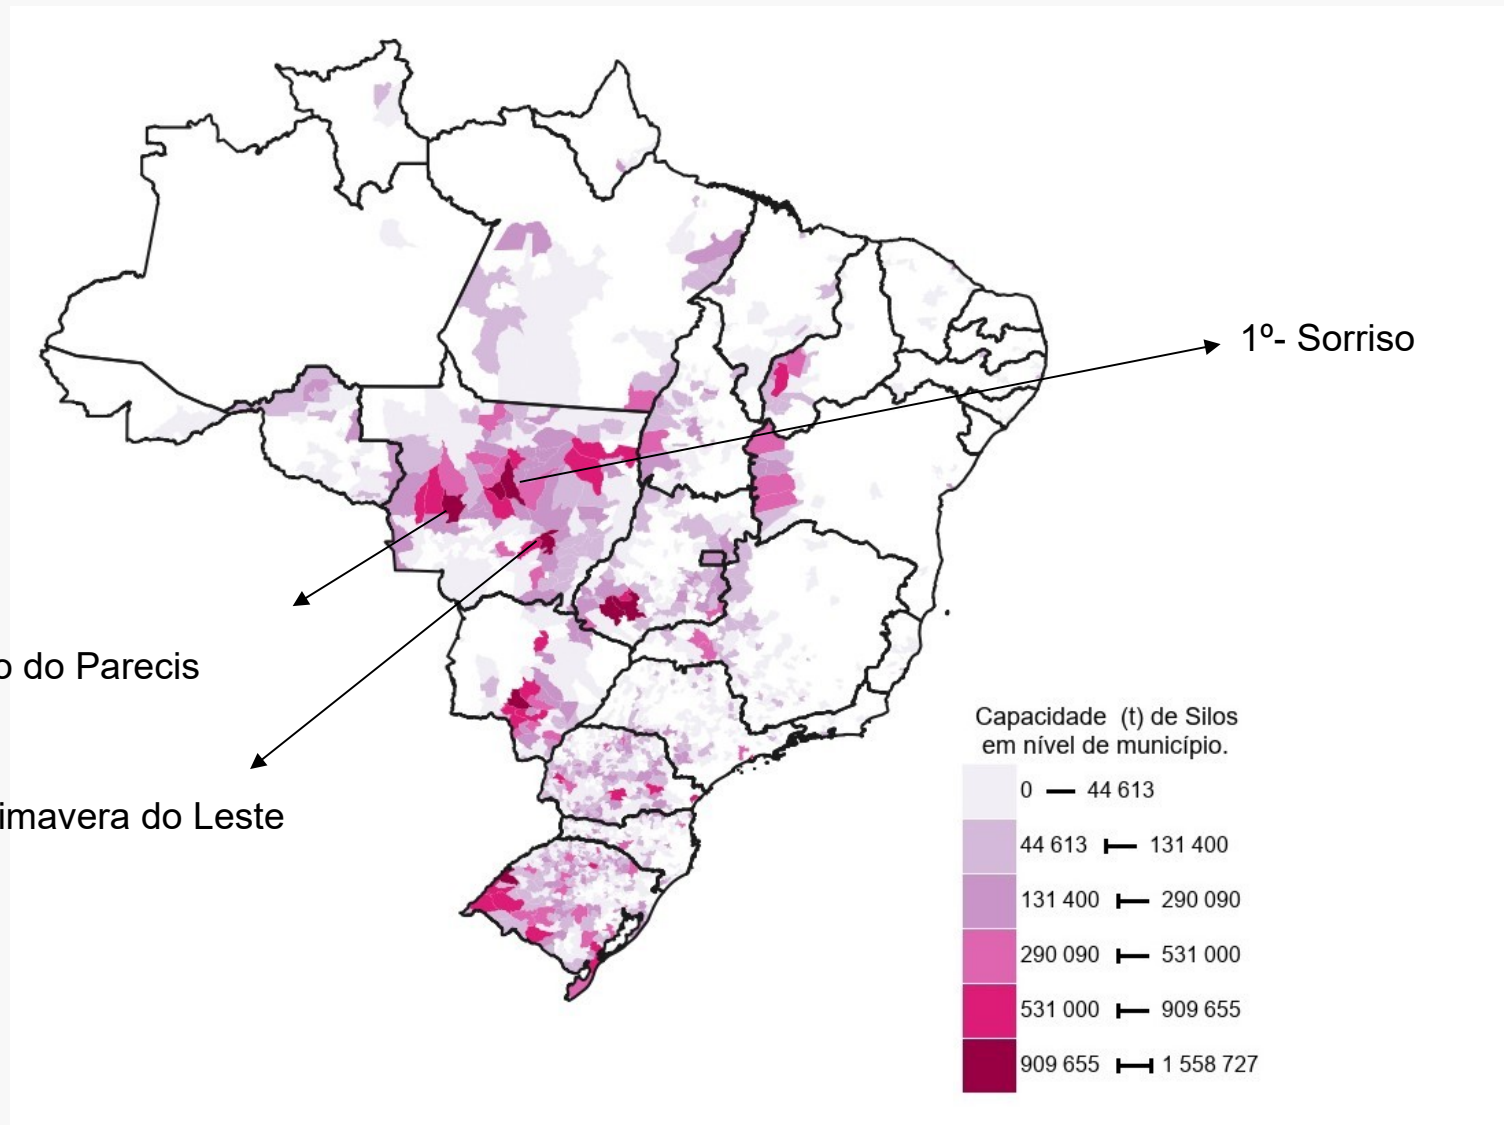 1º- Sorriso
o do Parecis
imavera do Leste
Capacidade (t) de Silos
em nível de município.
0 — 44 613
44 613 ⊢ 131 400
131 400 ⊢ 290 090
290 090 ⊢ 531 000
531 000 ⊢ 909 655
909 655 ⊢⊣ 1 558 727